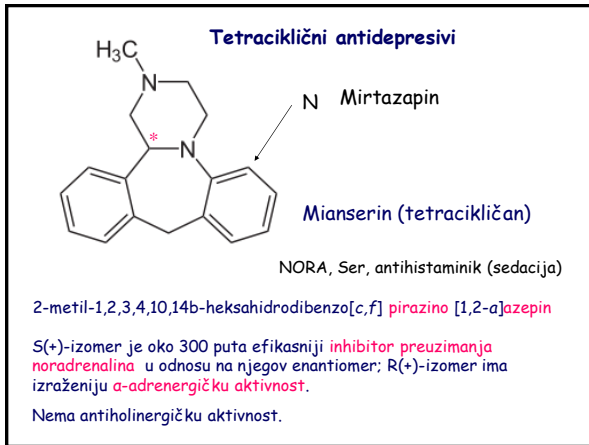 Tetraciklični antidepresivi
H₃C
N
N Mirtazapin
*
N
Mianserin (tetracikličan)
NORA, Ser, antihistaminik (sedacija)
2-metil-1,2,3,4,10,14b-heksahidrodibenzo[c,f] pirazino [1,2-a]azepin
S(+)-izomer je oko 300 puta efikasniji inhibitor preuzimanja
noradrenalina u odnosu na njegov enantiomer; R(+)-izomer ima
izraženiju α-adrenergičku aktivnost.
Nema antiholinergičku aktivnost.